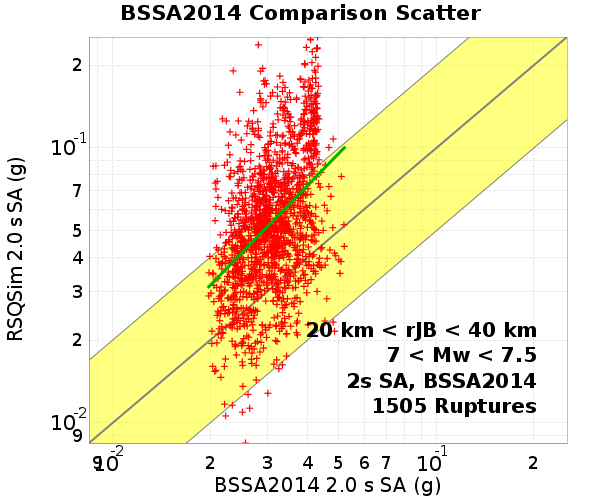 BSSA2014 Comparison Scatter
RSQSim 2.0 s SA (g)
2
10-1
7
5
4
3
2
10-2
9
20 km < rJB < 40 km
7 < Mw < 7.5
2s SA, BSSA2014
1505 Ruptures
9 10-2 2 3 4 5 6 7 10-1 2
BSSA2014 2.0 s SA (g)